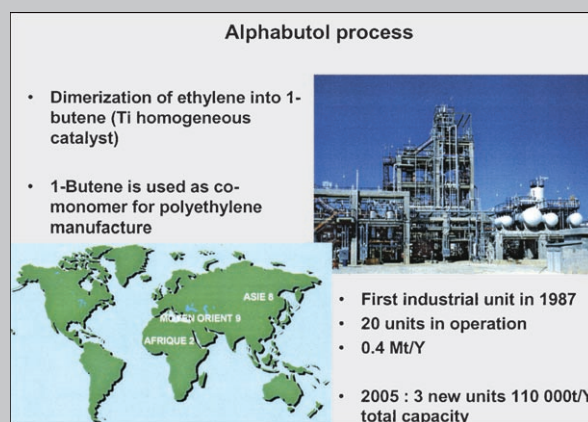 Alphabutol process
• Dimerization of ethylene into 1-
butene (Ti homogeneous
catalyst)
• 1-Butene is used as co-
monomer for polyethylene
manufacture
ASIE 8
MOYEN ORIENT 9
AFRIQUE 2
• First industrial unit in 1987
• 20 units in operation
• 0.4 Mt/Y
• 2005 : 3 new units 110 000t/Y
total capacity